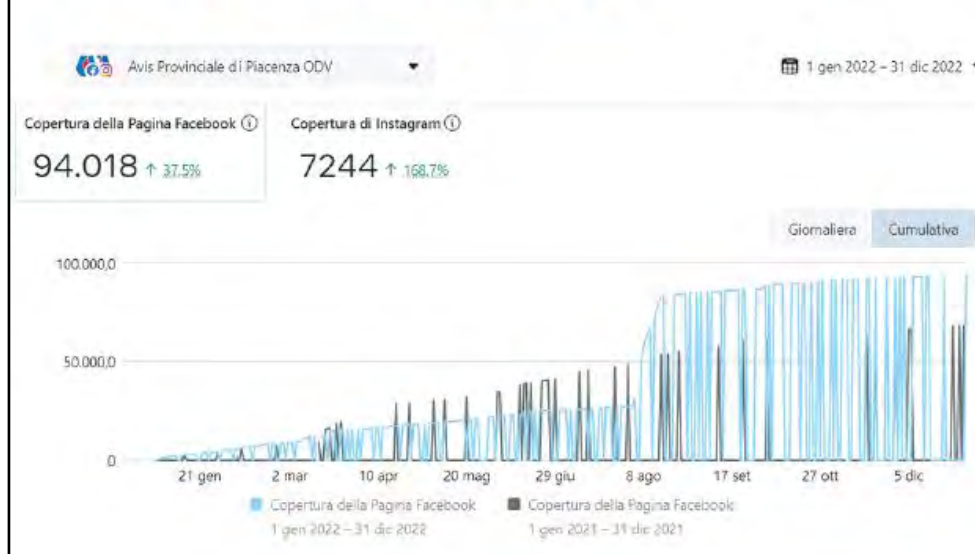 Avis Provinciale di Piacenza ODV
1 gen 2022 – 31 dic 2022
Copertura della Pagina Facebook
Copertura di Instagram
94.018 ↑ 37.5%
7244 ↑ 168.7%
Giornaliera
Cumulativa
100.000,0
50.000,0
0
21 gen 2 mar 10 apr 20 mag 29 giu 8 ago 17 set 27 ott 5 dic
Copertura della Pagina Facebook
1 gen 2022 – 31 dic 2022
Copertura della Pagina Facebook
1 gen 2021 – 31 dic 2021